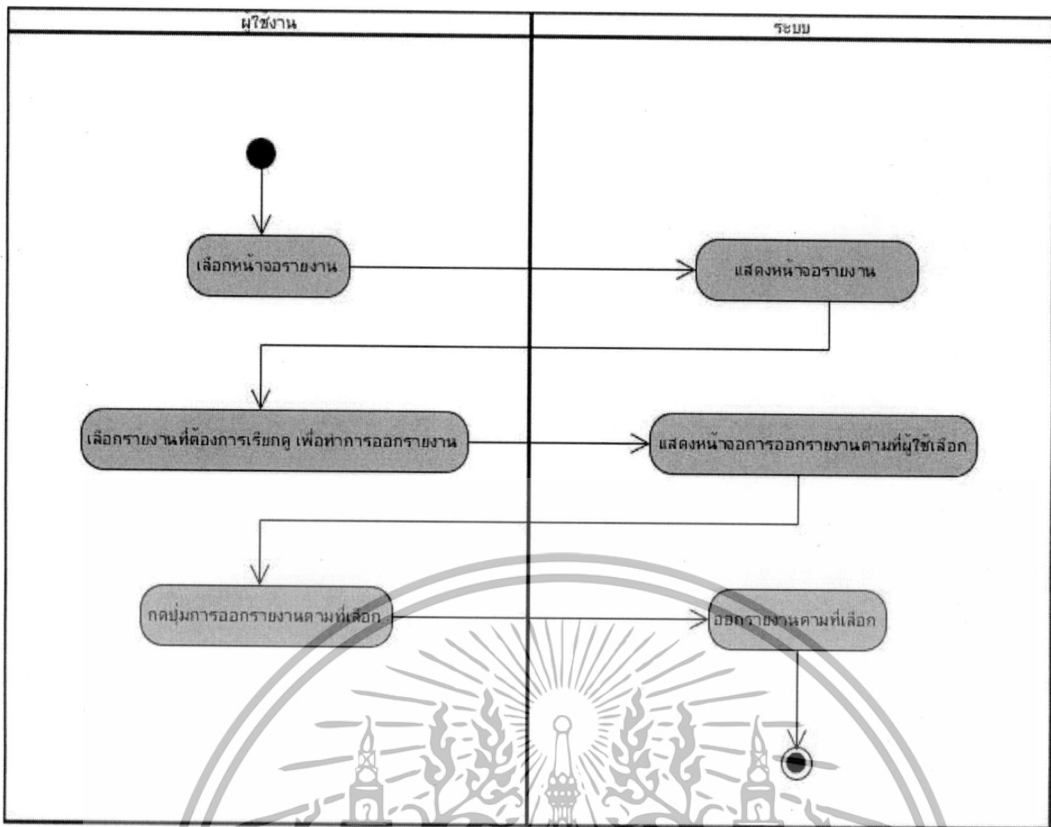 ผู้ใช้งาน
ระบบ
เลือกหน้าจอรายงาน
แสดงหน้าจอรายงาน
เลือกรายงานที่ต้องการเรียกดู เพื่อทำการออกรายงาน
แสดงหน้าจอการออกรายงานตามที่ผู้ใช้เลือก
กดปุ่มการออกรายงานตามที่เลือก
ออกรายงานตามที่เลือก